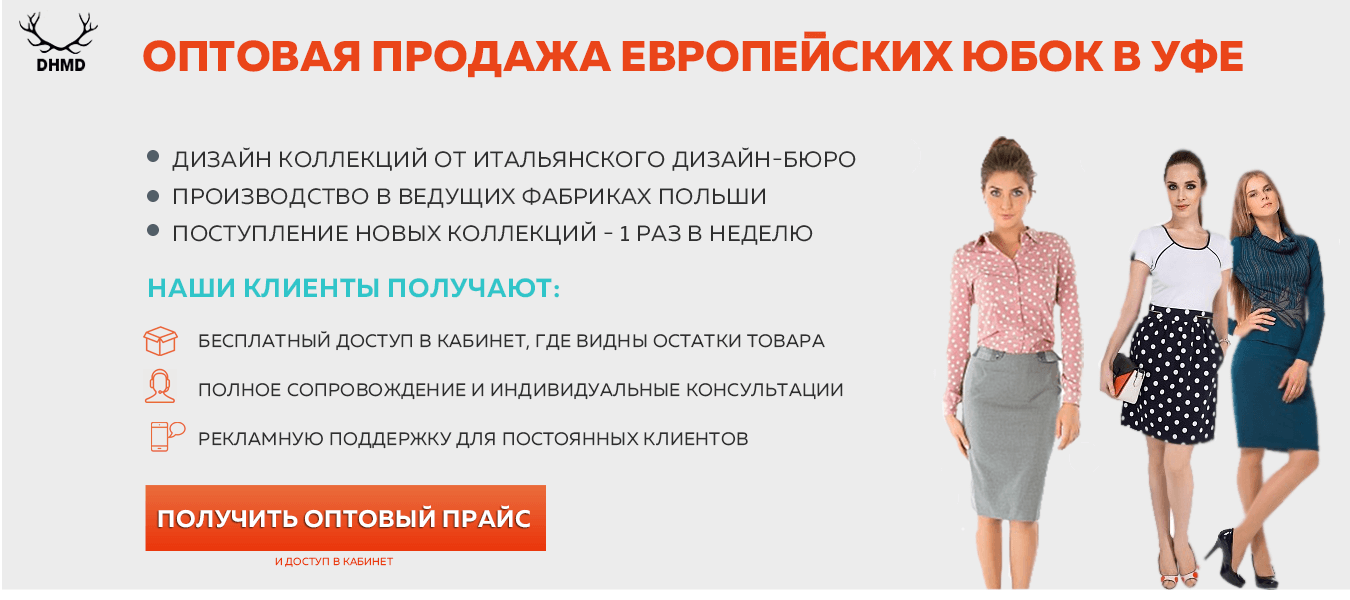 DHMD
ОПТОВАЯ ПРОДАЖА ЕВРОПЕЙСКИХ ЮБОК В УФЕ
ДИЗАЙН КОЛЛЕКЦИЙ ОТ ИТАЛЬЯНСКОГО ДИЗАЙН-БЮРО
ПРОИЗВОДСТВО В ВЕДУЩИХ ФАБРИКАХ ПОЛЬШИ
ПОСТУПЛЕНИЕ НОВЫХ КОЛЛЕКЦИЙ - 1 РАЗ В НЕДЕЛЮ
НАШИ КЛИЕНТЫ ПОЛУЧАЮТ:
БЕСПЛАТНЫЙ ДОСТУП В КАБИНЕТ, ГДЕ ВИДНЫ ОСТАТКИ ТОВАРА
ПОЛНОЕ СОПРОВОЖДЕНИЕ И ИНДИВИДУАЛЬНЫЕ КОНСУЛЬТАЦИИ
РЕКЛАМНУЮ ПОДДЕРЖКУ ДЛЯ ПОСТОЯННЫХ КЛИЕНТОВ
ПОЛУЧИТЬ ОПТОВЫЙ ПРАЙС
И ДОСТУП В КАБИНЕТ